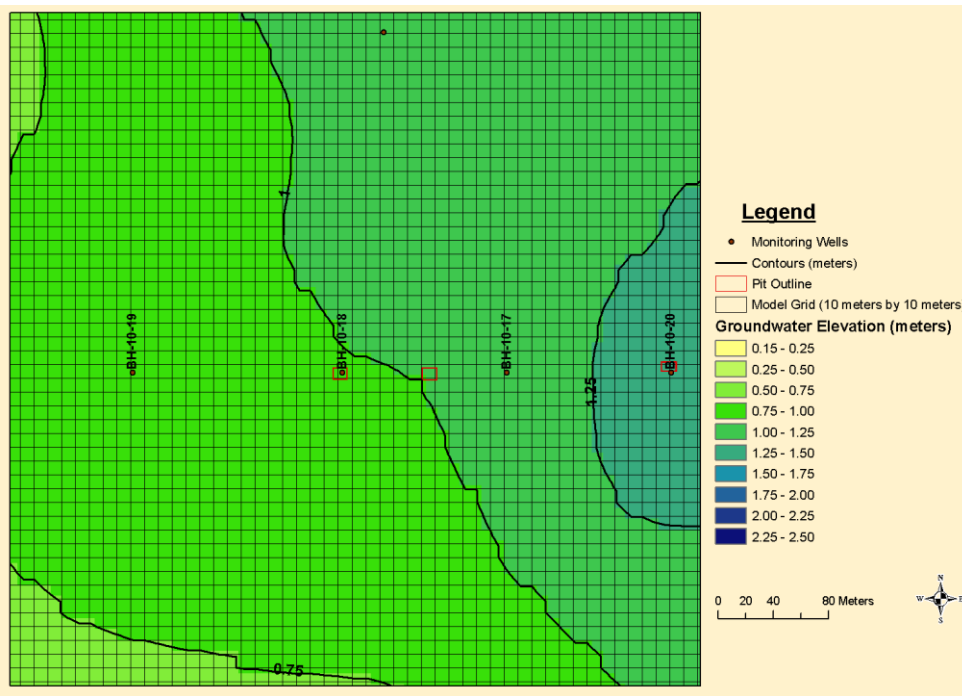 1
BH-10-19
BH-10-18
BH-10-17
BH-10-20
1.25
0.75
Legend
Monitoring Wells
Contours (meters)
Pit Outline
Model Grid (10 meters by 10 meters
Groundwater Elevation (meters)
0.15 - 0.25
0.25 - 0.50
0.50 - 0.75
0.75 - 1.00
1.00 - 1.25
1.25 - 1.50
1.50 - 1.75
1.75 - 2.00
2.00 - 2.25
2.25 - 2.50
0 20 40 80 Meters
N
W E
S